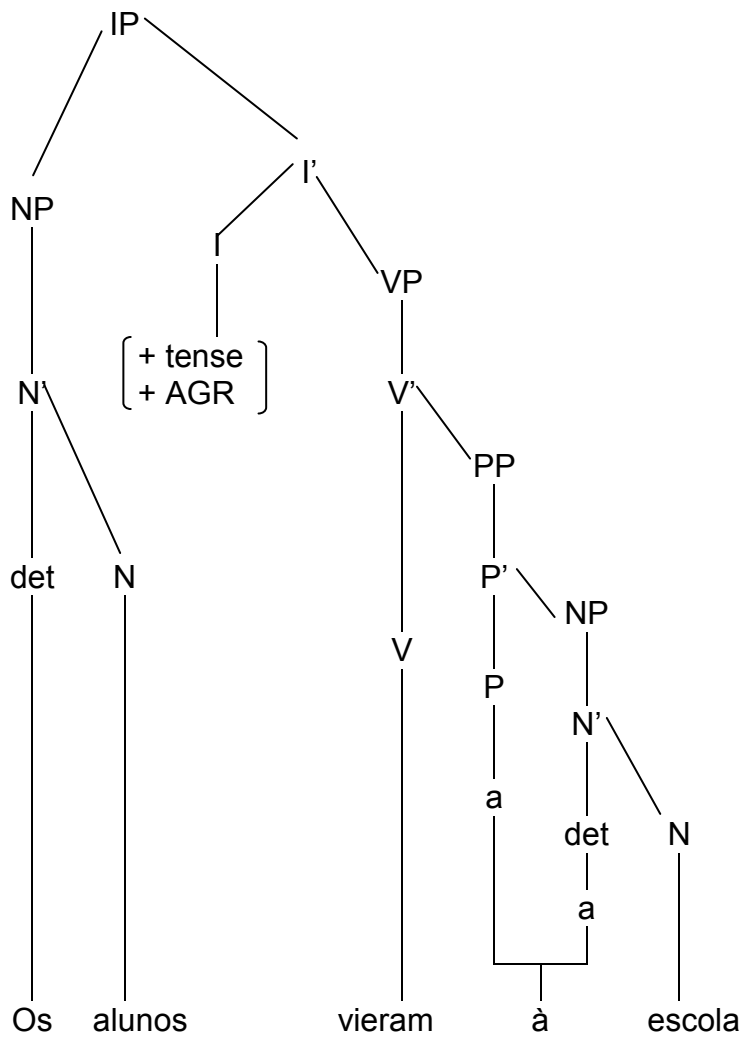 IP
I’
NP
I
VP
+ tense
+ AGR
N’
V’
PP
det N
P’
NP
V
P
N’
a
det N
a
Os alunos vieram à escola